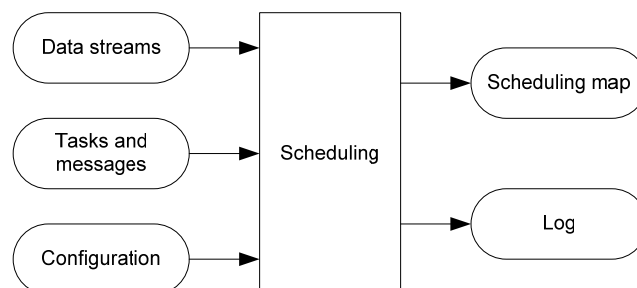 Data streams
Tasks and
messages
Configuration
Scheduling
Scheduling map
Log